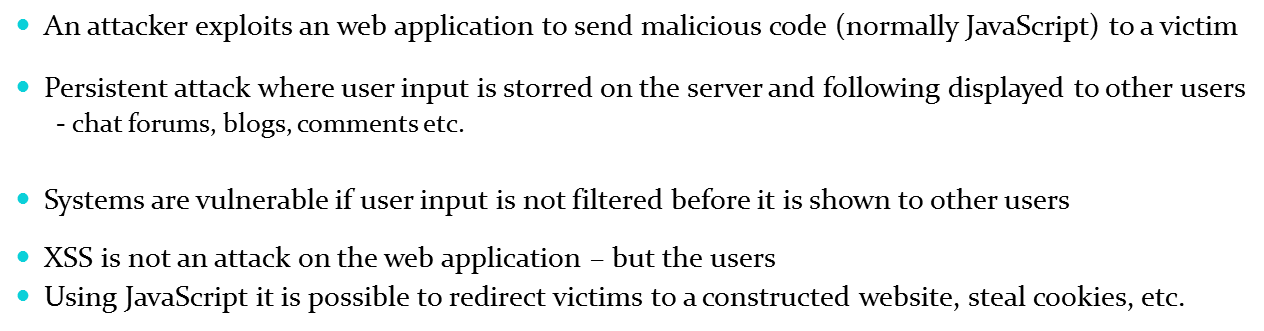 • An attacker exploits an web application to send malicious code (normally JavaScript) to a victim
• Persistent attack where user input is storred on the server and following displayed to other users
- chat forums, blogs, comments etc.
• Systems are vulnerable if user input is not filtered before it is shown to other users
• XSS is not an attack on the web application – but the users
• Using JavaScript it is possible to redirect victims to a constructed website, steal cookies, etc.